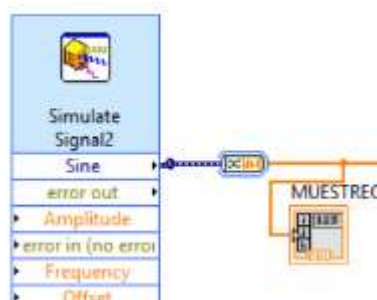 Simulate
Signal2
Sine
error out
MUESTREO
Amplitude
error in (no error
Frequency
Offset